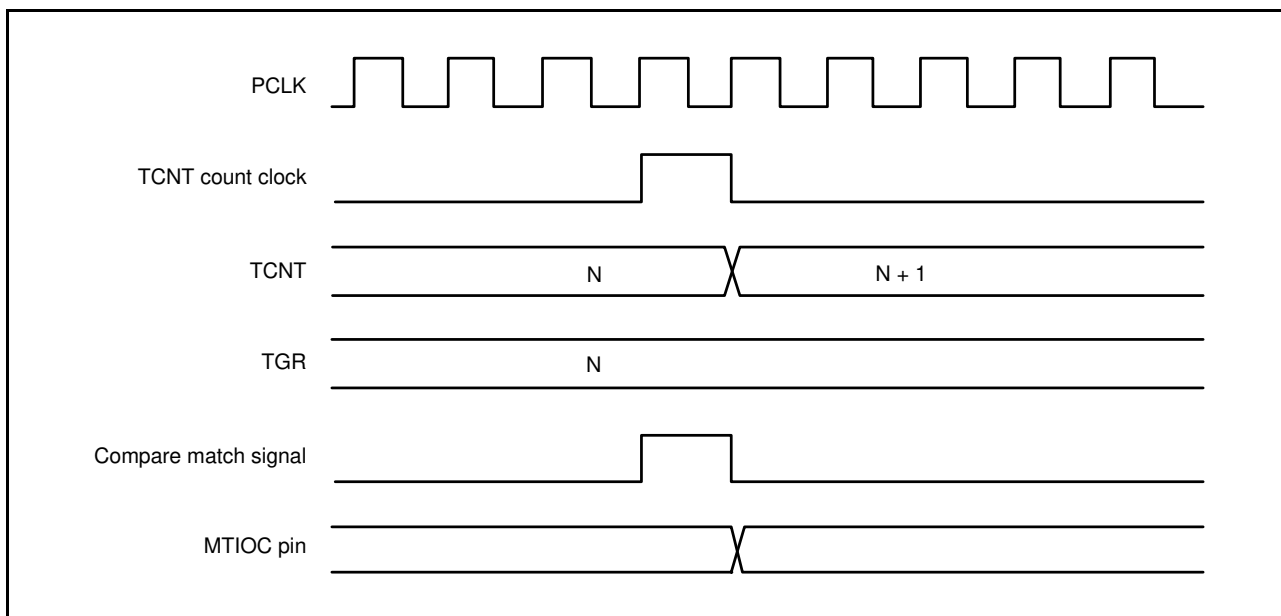 PCLK
TCNT count clock
TCNT
N
N + 1
TGR
N
Compare match signal
MTIOC pin